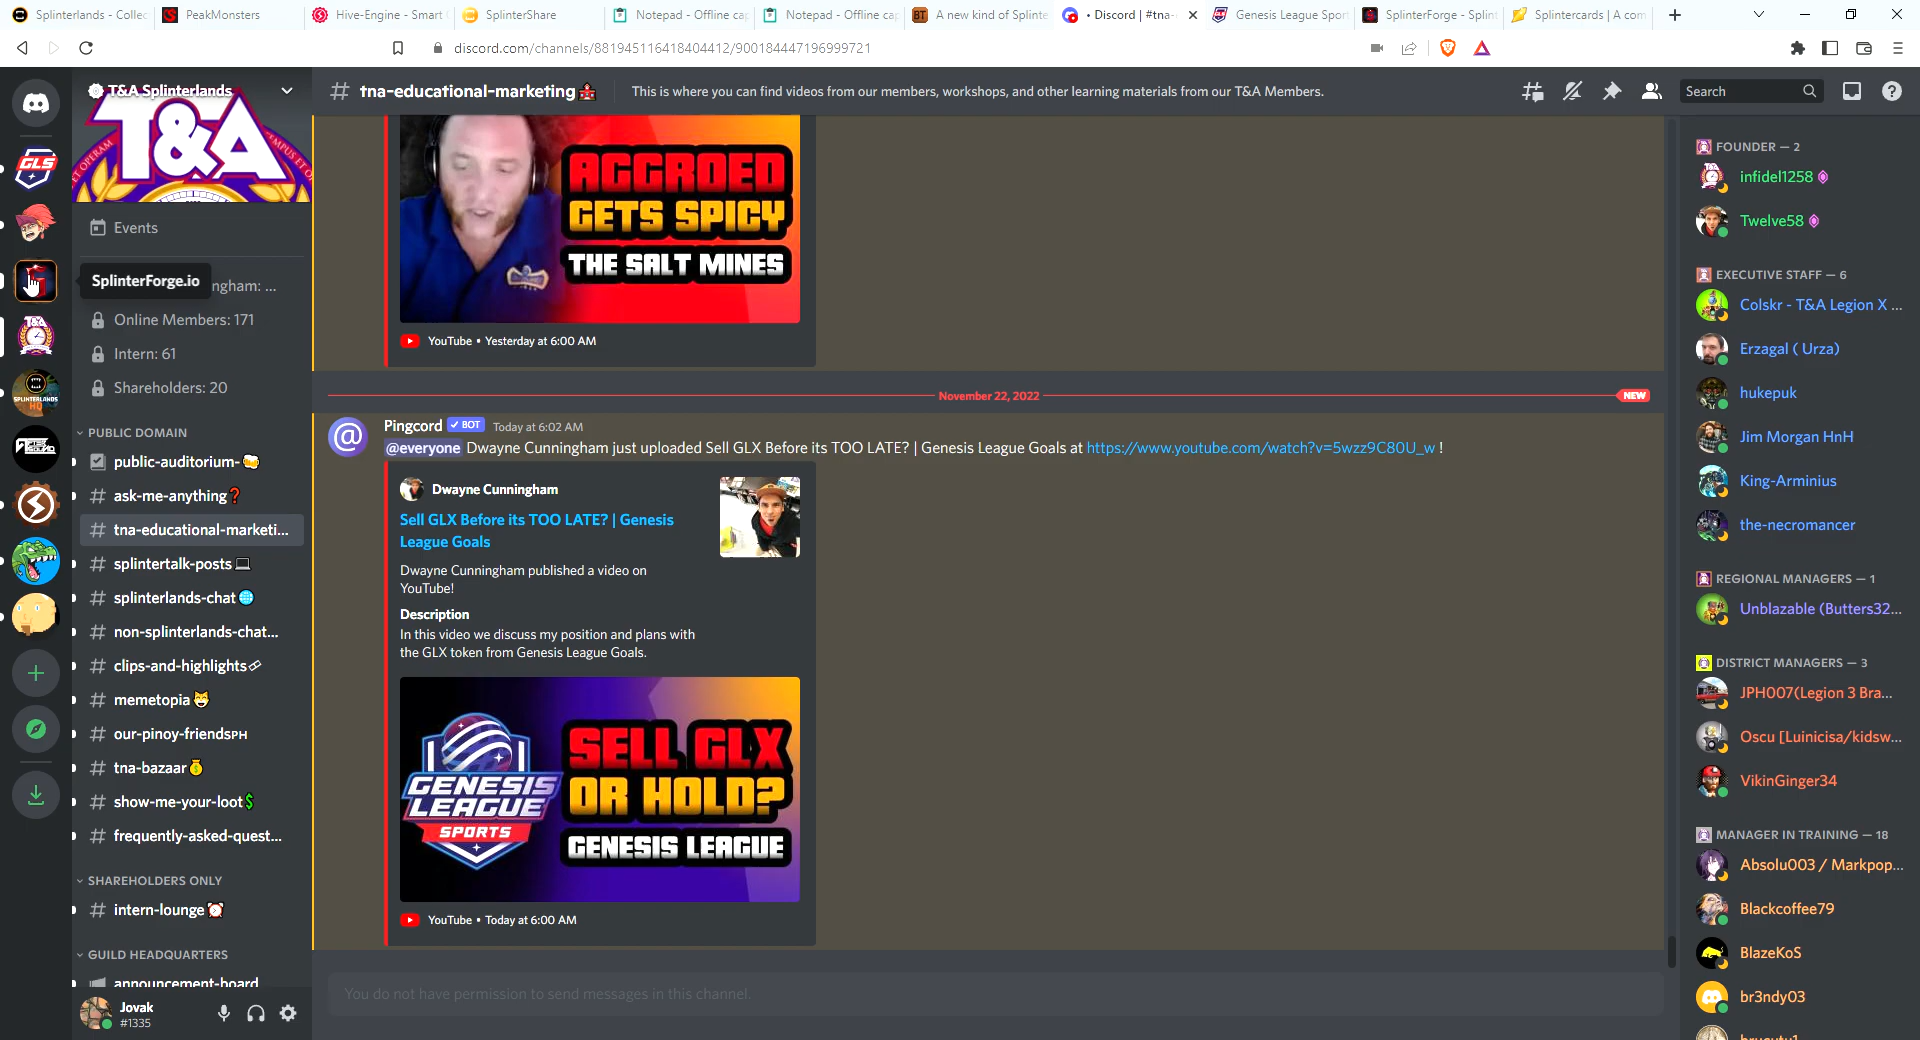 Splinterlands - Collec
PeakMonsters
Hive-Engine - Smart
SplinterShare
Notepad - Offline cap
Notepad - Offline cap
A new kind of Splinte
• Discord | #tna-
Genesis League Spor
SplinterForge - Splint
Splintercards | A com
discord.com/channels/881945116418404412/900184447196999721
T&A Splinterlands
T&A
Events
SplinterForge.io
ngham: ...
Online Members: 171
Intern: 61
Shareholders: 20
PUBLIC DOMAIN
public-auditorium-
ask-me-anything
tna-educational-marketi...
splintertalk-posts
splinterlands-chat
non-splinterlands-chat...
clips-and-highlights
memetopia
our-pinoy-friendsPH
tna-bazaar
show-me-your-loot
frequently-asked-quest...
SHAREHOLDERS ONLY
intern-lounge
GUILD HEADQUARTERS
announcement-board
Jovak
#1335
GLS
T&A
SPLINTERLANDS
HQ
# tna-educational-marketing
This is where you can find videos from our members, workshops, and other learning materials from our T&A Members.
Search
AGGROED
GETS SPICY
THE SALT MINES
YouTube • Yesterday at 6:00 AM
November 22, 2022
NEW
Pingcord ✓ BOT Today at 6:02 AM
@everyone Dwayne Cunningham just uploaded Sell GLX Before its TOO LATE? | Genesis League Goals at https://www.youtube.com/watch?v=5wzz9C80U_w !
Dwayne Cunningham
Sell GLX Before its TOO LATE? | Genesis
League Goals
Dwayne Cunningham published a video on
YouTube!
Description
In this video we discuss my position and plans with
the GLX token from Genesis League Goals.
GENESIS
LEAGUE
SPORTS
SELL GLX
OR HOLD?
GENESIS LEAGUE
YouTube • Today at 6:00 AM
You do not have permission to send messages in this channel.
FOUNDER — 2
infidel1258
Twelve58
EXECUTIVE STAFF — 6
Colskr - T&A Legion X ...
Erzagal ( Urza)
hukepuk
Jim Morgan HnH
King-Arminius
the-necromancer
REGIONAL MANAGERS — 1
Unblazable (Butters32...
DISTRICT MANAGERS — 3
JPH007(Legion 3 Bra...
Oscu [Luinicisa/kidsw...
VikinGinger34
MANAGER IN TRAINING — 18
Absolu003 / Markpop...
Blackcoffee79
BlazeKoS
br3ndy03